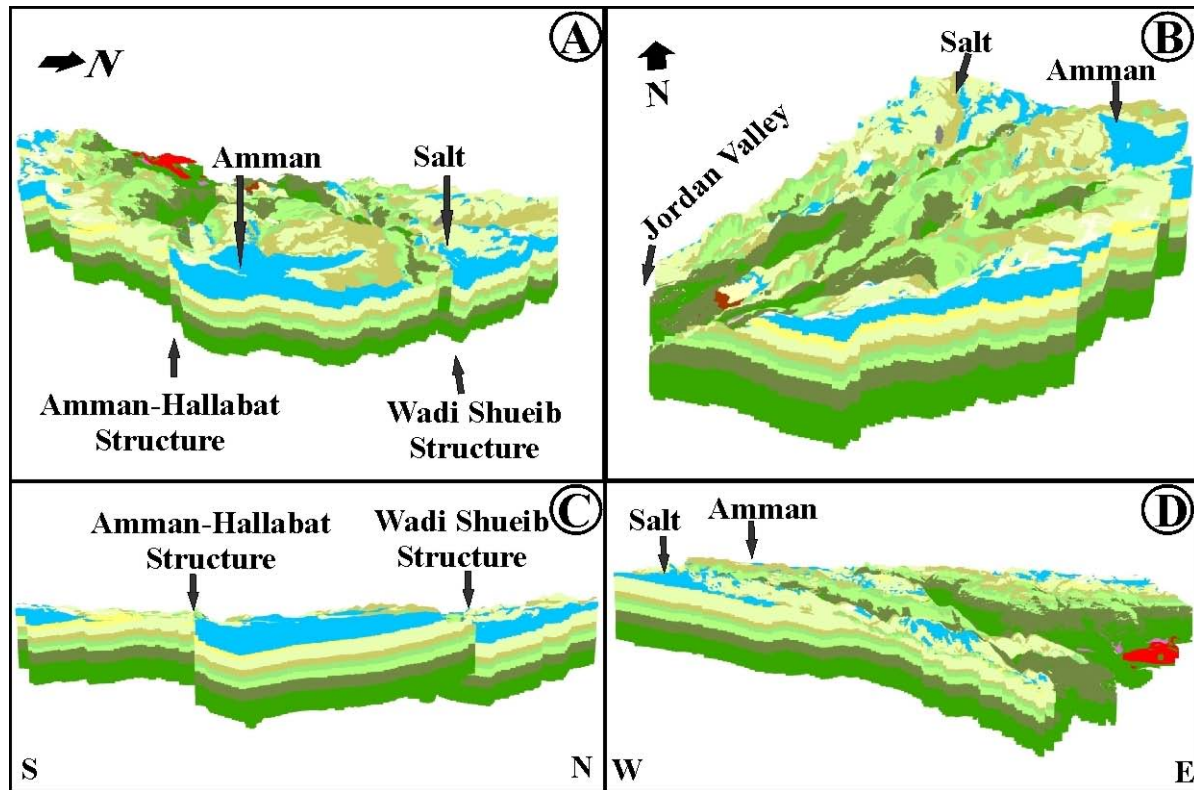 A
N
Amman
Salt
Amman-Hallabat
Structure
Wadi Shueib
Structure
B
N
Salt
Amman
Jordan Valley
C
Amman-Hallabat
Structure
Wadi Shueib
Structure
S
N
D
Salt
Amman
W
E